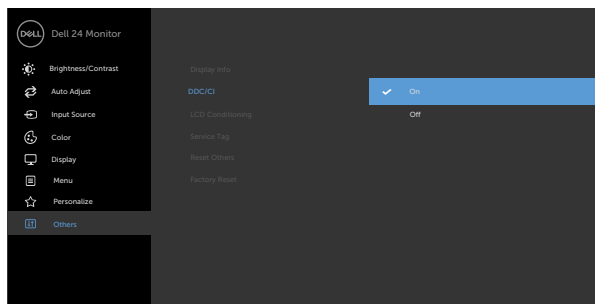 DELL Dell 24 Monitor
Brightness/Contrast
Auto Adjust
Input Source
Color
Display
Menu
Personalize
Others
Display Info
DDC/CI
LCD Conditioning
Service Tag
Reset Others
Factory Reset
On
Off